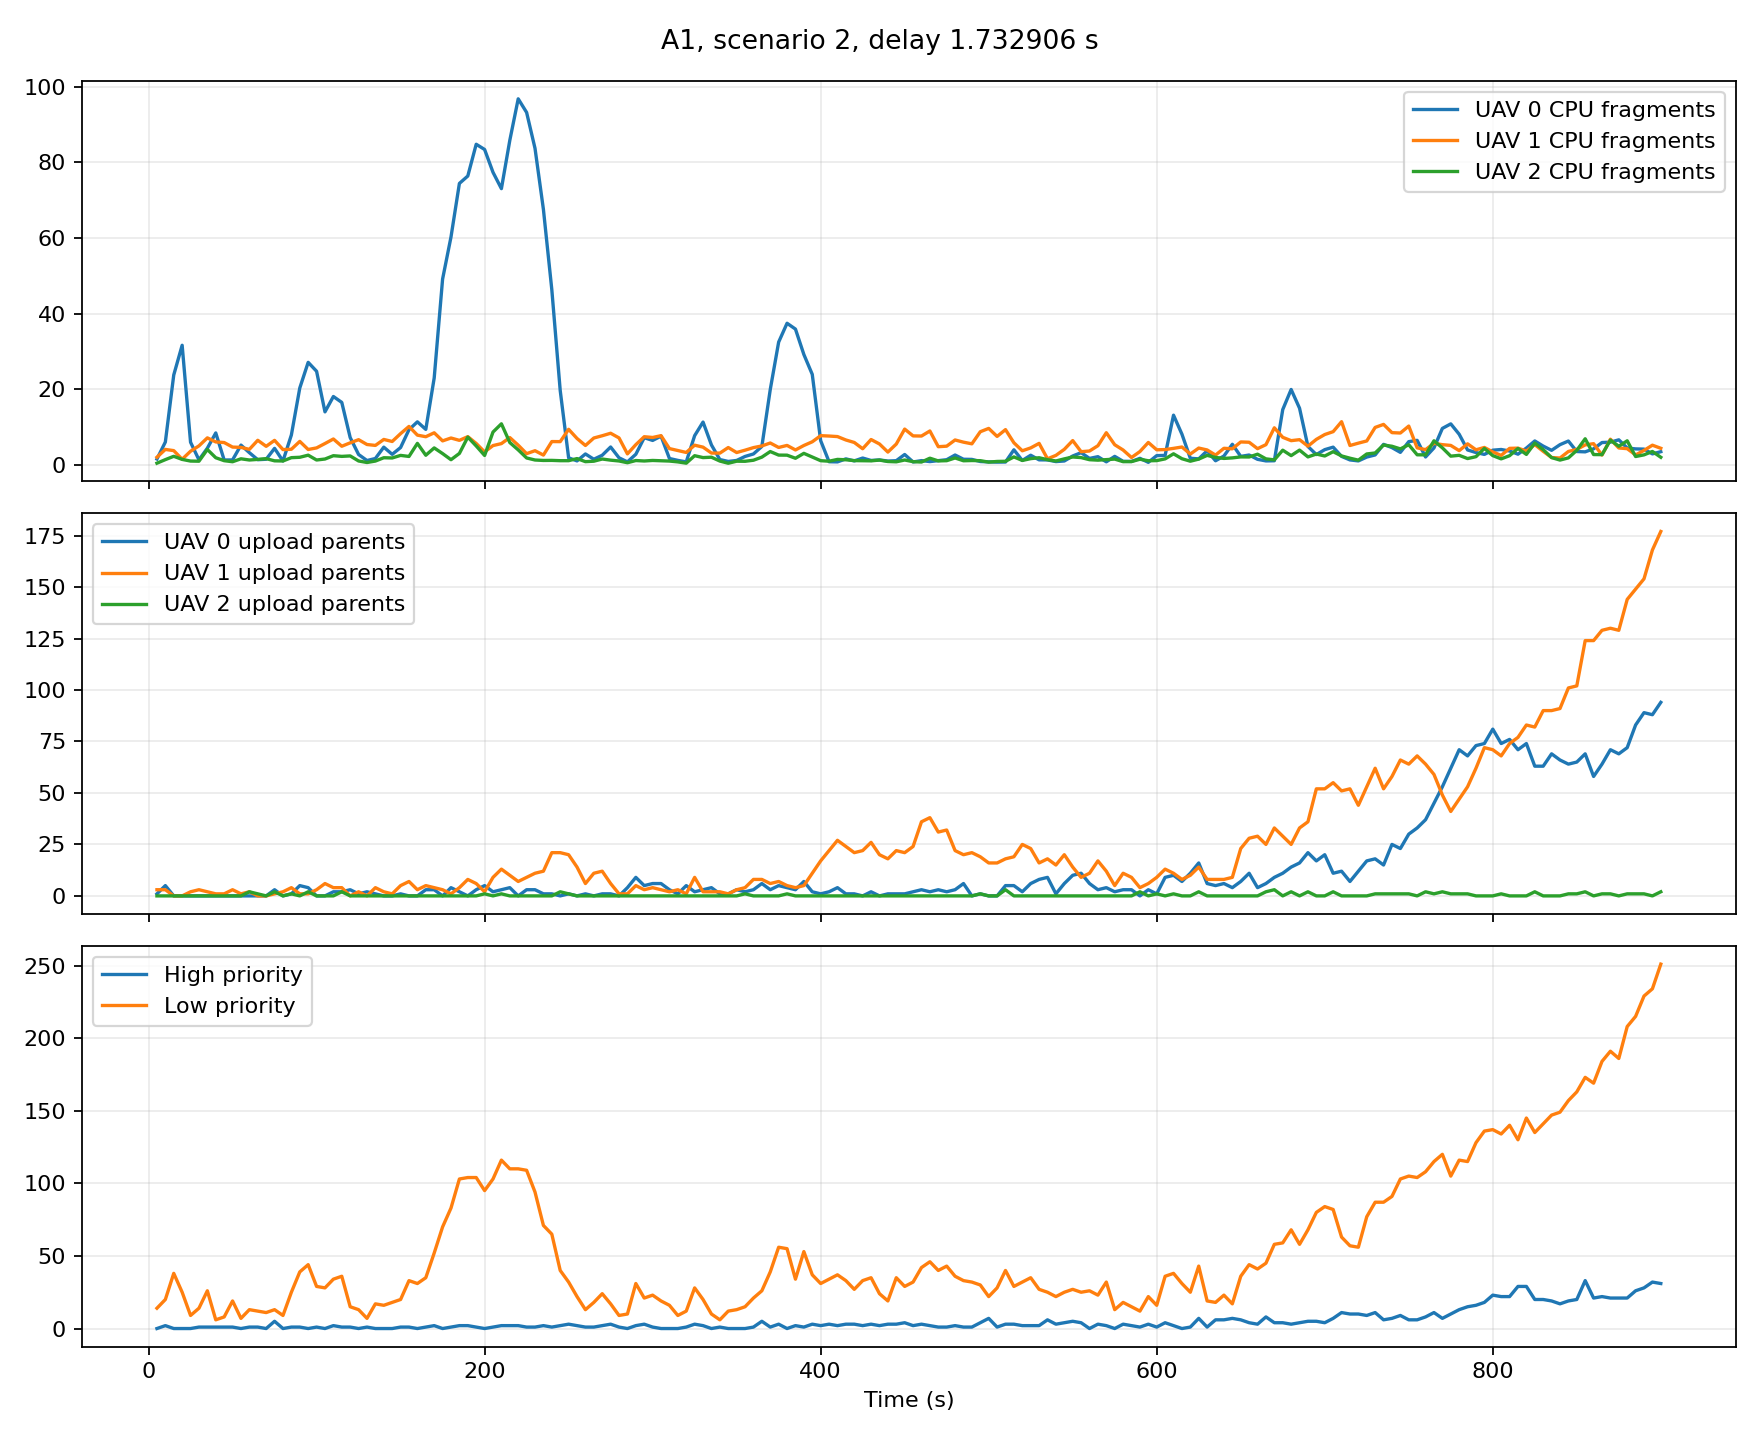 A1, scenario 2, delay 1.732906 s
100
80
60
40
20
0
UAV 0 CPU fragments
UAV 1 CPU fragments
UAV 2 CPU fragments
175
150
125
100
75
50
25
0
UAV 0 upload parents
UAV 1 upload parents
UAV 2 upload parents
250
200
150
100
50
0
High priority
Low priority
0 200 400 600 800
Time (s)